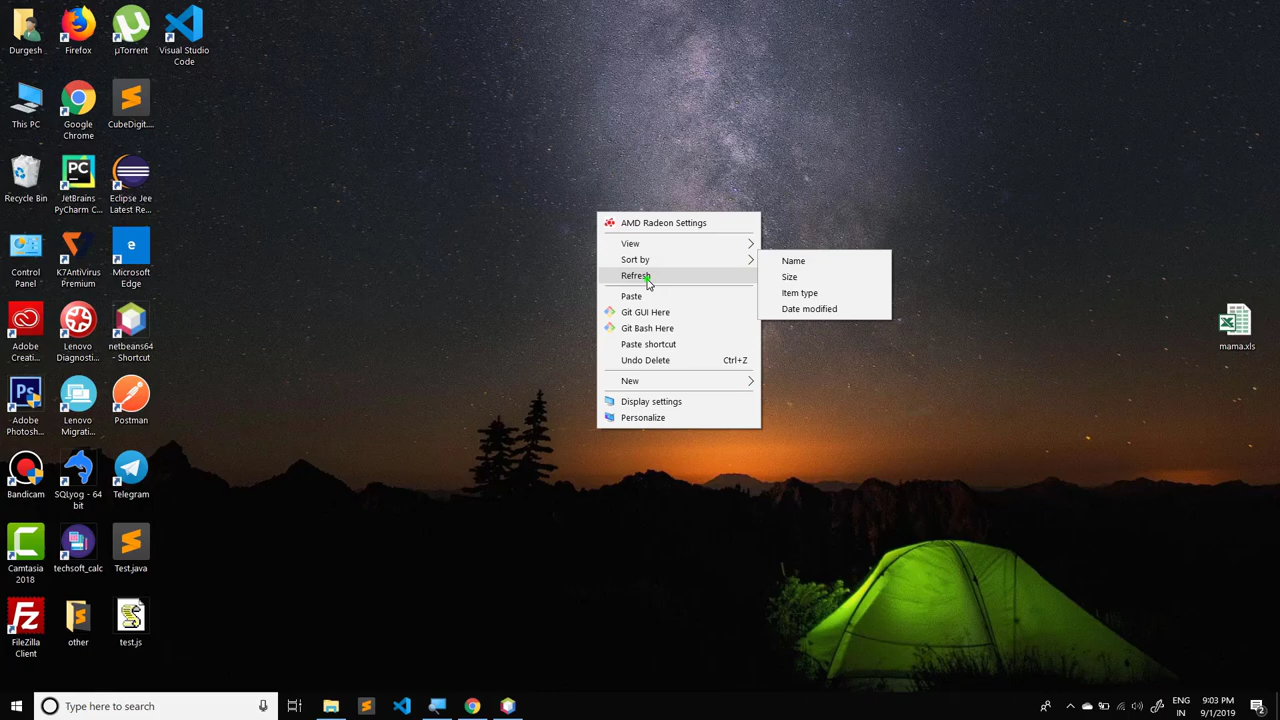 Durgesh
Firefox
µTorrent
Visual Studio
Code
This PC
Google
Chrome
CubeDigit....
Recycle Bin
JetBrains
PyCharm C...
Eclipse Jee
Latest Re...
Control
Panel
K7AntiVirus
Premium
Microsoft
Edge
Adobe
Creati...
Lenovo
Diagnosti...
netbeans64
- Shortcut
Adobe
Photosh...
Lenovo
Migrati...
Postman
Bandicam
SQLyog - 64
bit
Telegram
Camtasia
2018
techsoft_calc
Test.java
FileZilla
Client
other
test.js
AMD Radeon Settings
View
Sort by
Refresh
Paste
Git GUI Here
Git Bash Here
Paste shortcut
Undo Delete Ctrl+Z
New
Display settings
Personalize
Name
Size
Item type
Date modified
mama.xls
Type here to search
ENG
IN
9:03 PM
9/1/2019
2